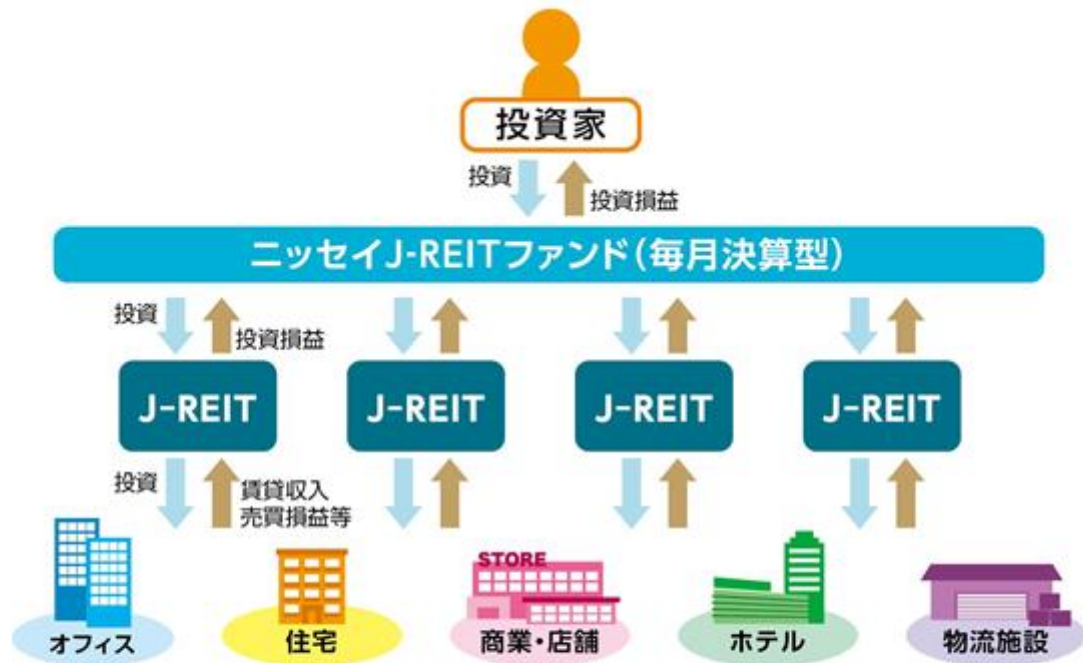 投資家
投資
投資損益
ニッセイJ-REITファンド(毎月決算型)
投資
投資損益
J-REIT
J-REIT
J-REIT
J-REIT
投資
賃貸収入
売買損益等
STORE
オフィス
住宅
商業・店舗
ホテル
物流施設